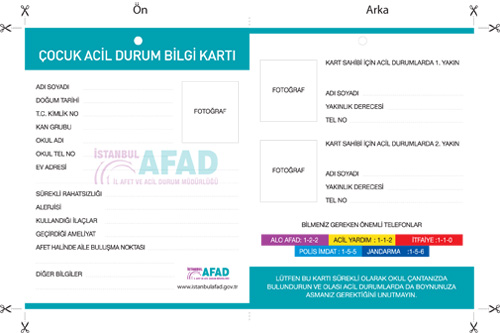 Ön
ÇOCUK ACİL DURUM BİLGİ KARTI
ADI SOYADI
DOĞUM TARİHİ
T.C. KİMLİK NO
KAN GRUBU
OKUL ADI
OKUL TEL NO
EV ADRESİ
FOTOĞRAF
İSTANBUL AFAD
İL AFET VE ACİL DURUM MÜDÜRLÜĞÜ
SÜREKLİ RAHATSIZLIĞI
ALERJİSİ
KULLANDIĞI İLAÇLAR
GEÇİRDİĞİ AMELİYAT
AFET HALİNDE AİLE BULUŞMA NOKTASI
DİĞER BİLGİLER
İSTANBUL AFAD
www.istanbulafad.gov.tr
Arka
FOTOĞRAF
KART SAHİBİ İÇİN ACİL DURUMLARDA 1. YAKIN
ADI SOYADI
YAKINLIK DERECESİ
TEL NO
FOTOĞRAF
KART SAHİBİ İÇİN ACİL DURUMLARDA 2. YAKIN
ADI SOYADI
YAKINLIK DERECESİ
TEL NO
BİLMENİZ GEREKEN ÖNEMLİ TELEFONLAR
ALO AFAD: 1-2-2 ACİL YARDIM : 1-1-2 İTFAİYE: 1-1-0
POLİS İMDAT : 1-5-5 JANDARMA : 1-5-6
LÜTFEN BU KARTI SÜREKLİ OLARAK OKUL ÇANTANIZDA
BULUNDURUN VE OLASI ACİL DURUMLARDA DA BOYNUNUZA
ASMANIZ GEREKTİĞİNİ UNUTMAYIN.